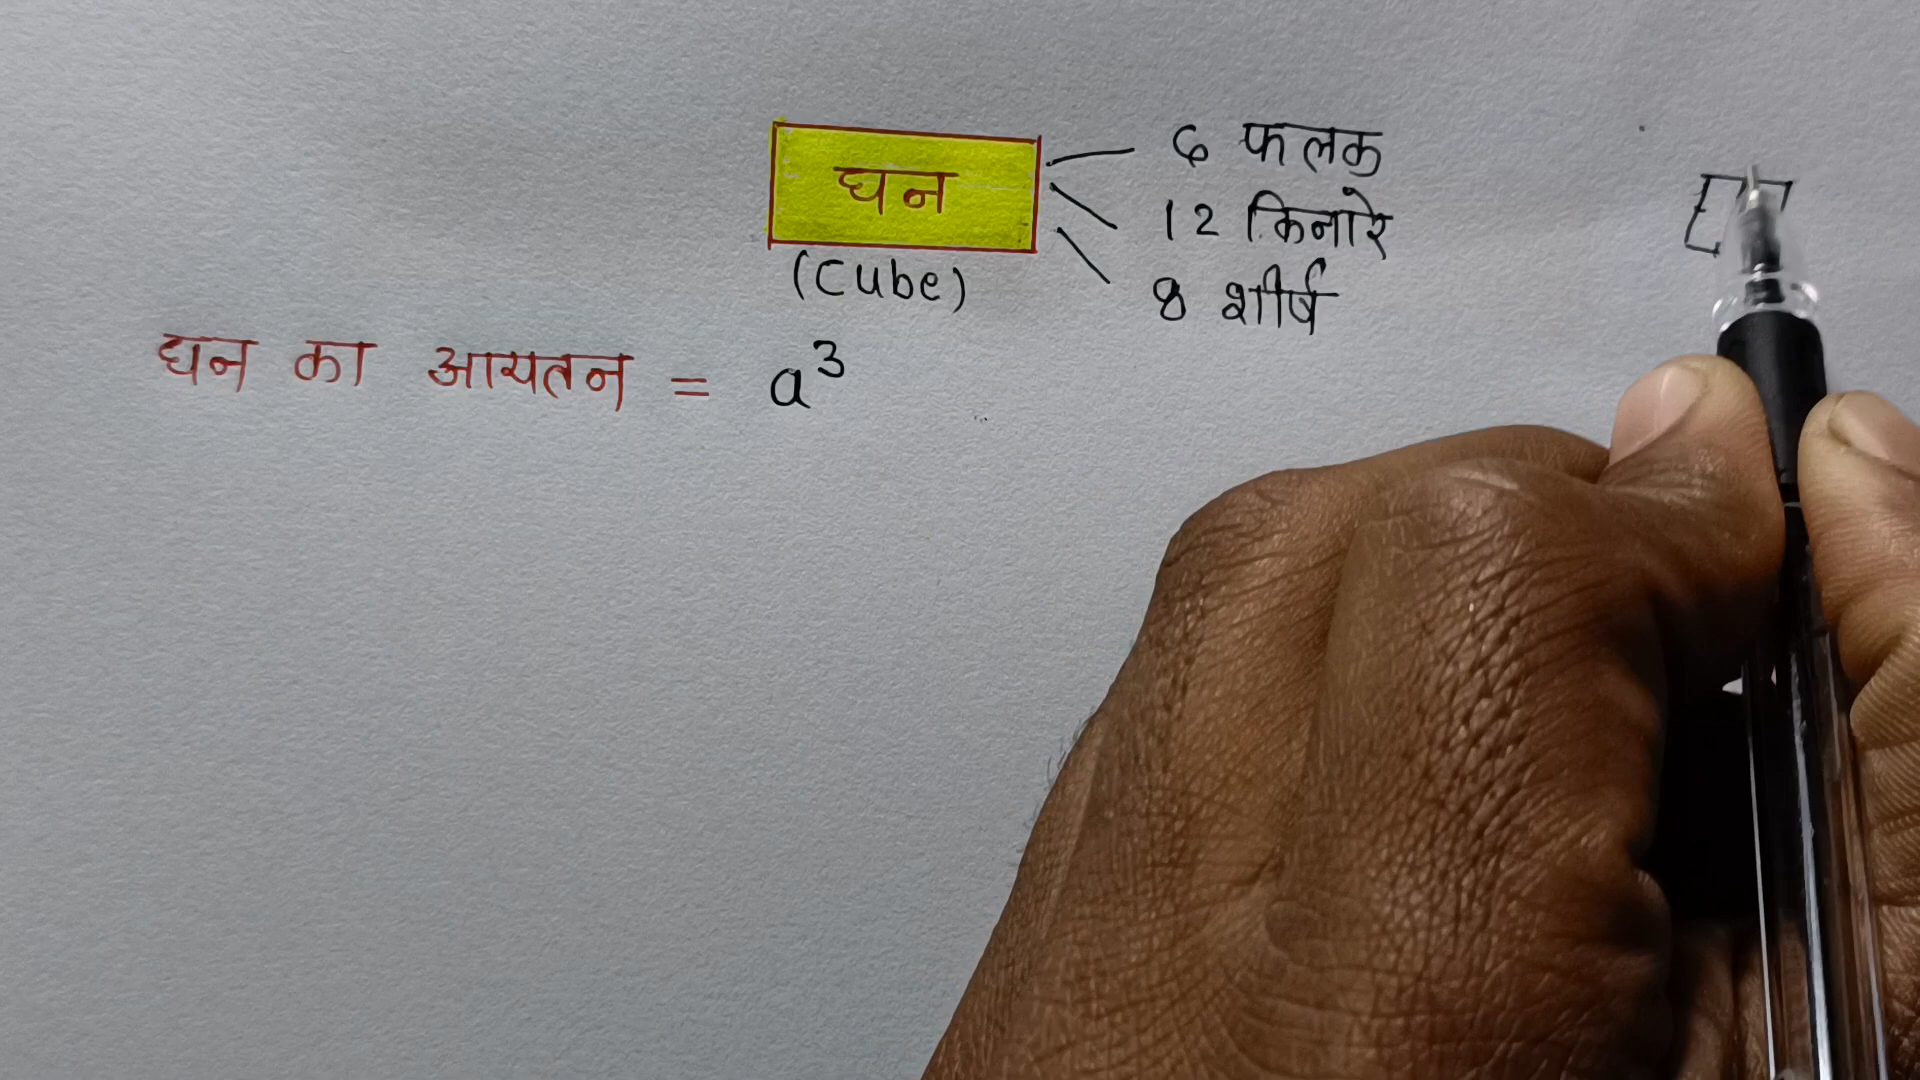 घन
(Cube)
6 फलक
12 किनारे
8 शीर्ष
घन का आयतन = a³